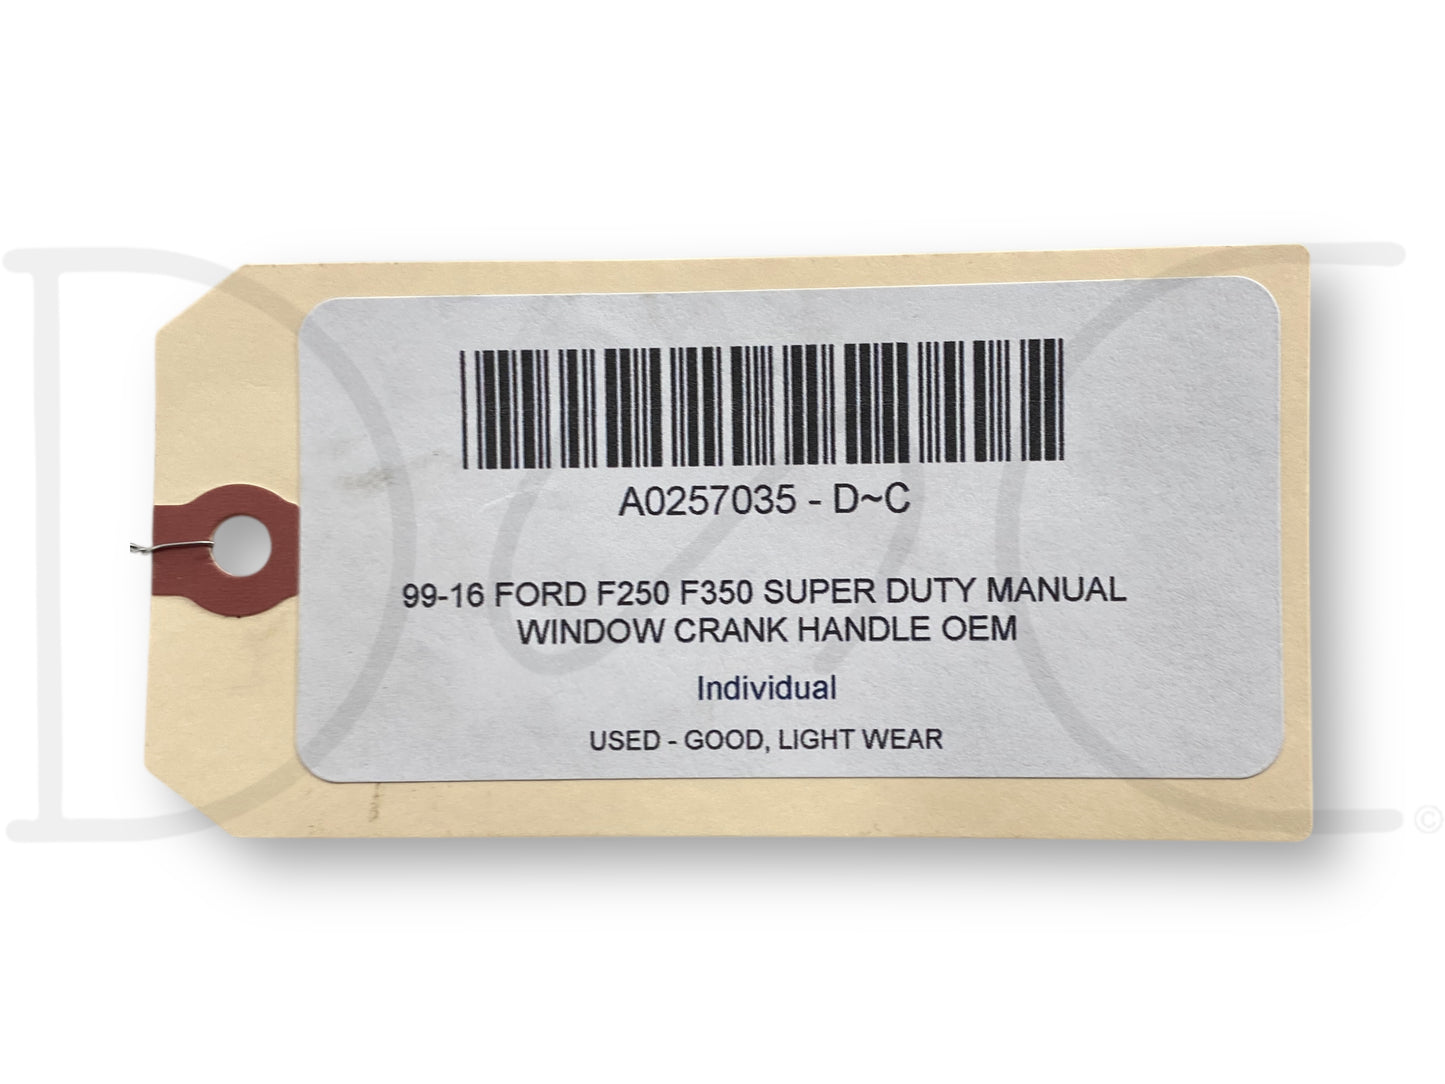 A0257035 - D~C
99-16 FORD F250 F350 SUPER DUTY MANUAL
WINDOW CRANK HANDLE OEM
Individual
USED - GOOD, LIGHT WEAR
D & C
©